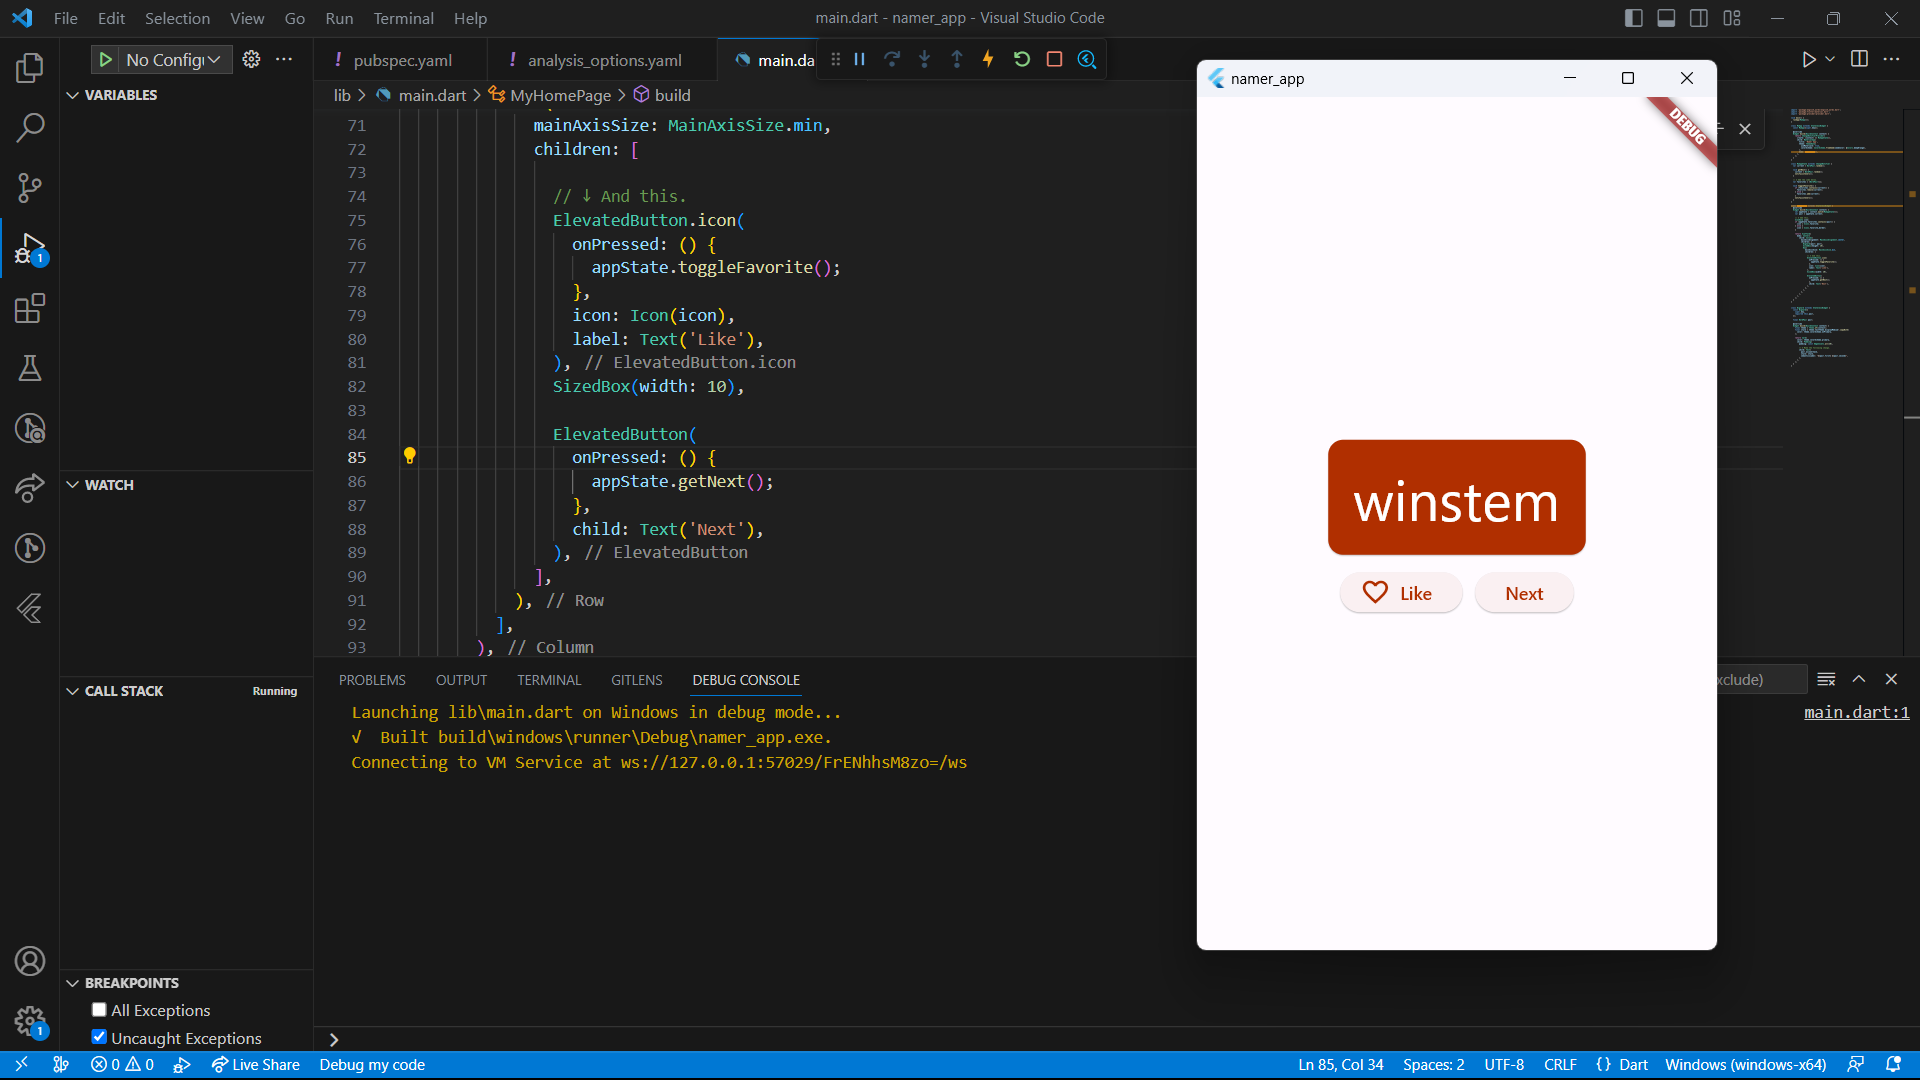 File Edit Selection View Go Run Terminal Help
main.dart - namer_app - Visual Studio Code
No Config
pubspec.yaml
analysis_options.yaml
main.da
lib > main.dart > MyHomePage > build
VARIABLES
WATCH
CALL STACK
Running
BREAKPOINTS
All Exceptions
Uncaught Exceptions
71 mainAxisSize: MainAxisSize.min,
72 children: [
73
74 // ↓ And this.
75 ElevatedButton.icon(
76 onPressed: () {
77 appState.toggleFavorite();
78 },
79 icon: Icon(icon),
80 label: Text('Like'),
81 ), // ElevatedButton.icon
82 SizedBox(width: 10),
83
84 ElevatedButton(
85 onPressed: () {
86 appState.getNext();
87 },
88 child: Text('Next'),
89 ), // ElevatedButton
90 ],
91 ), // Row
92 ],
93 ), // Column
PROBLEMS OUTPUT TERMINAL GITLENS DEBUG CONSOLE
xclude)
Launching lib\main.dart on Windows in debug mode...
main.dart:1
√ Built build\windows\runner\Debug\namer_app.exe.
Connecting to VM Service at ws://127.0.0.1:57029/FrENhhsM8zo=/ws
namer_app
DEBUG
winstem
Like
Next
1
1
0 0
Live Share
Debug my code
Ln 85, Col 34
Spaces: 2
UTF-8
CRLF
{} Dart
Windows (windows-x64)